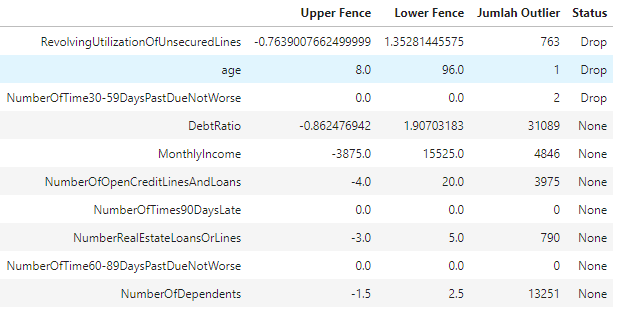 Upper Fence Lower Fence Jumlah Outlier Status
RevolvingUtilizationOfUnsecuredLines -0.7639007662499999 1.35281445575 763 Drop
age 8.0 96.0 1 Drop
NumberOfTime30-59DaysPastDueNotWorse 0.0 0.0 2 Drop
DebtRatio -0.862476942 1.90703183 31089 None
MonthlyIncome -3875.0 15525.0 4846 None
NumberOfOpenCreditLinesAndLoans -4.0 20.0 3975 None
NumberOfTimes90DaysLate 0.0 0.0 0 None
NumberRealEstateLoansOrLines -3.0 5.0 790 None
NumberOfTime60-89DaysPastDueNotWorse 0.0 0.0 0 None
NumberOfDependents -1.5 2.5 13251 None